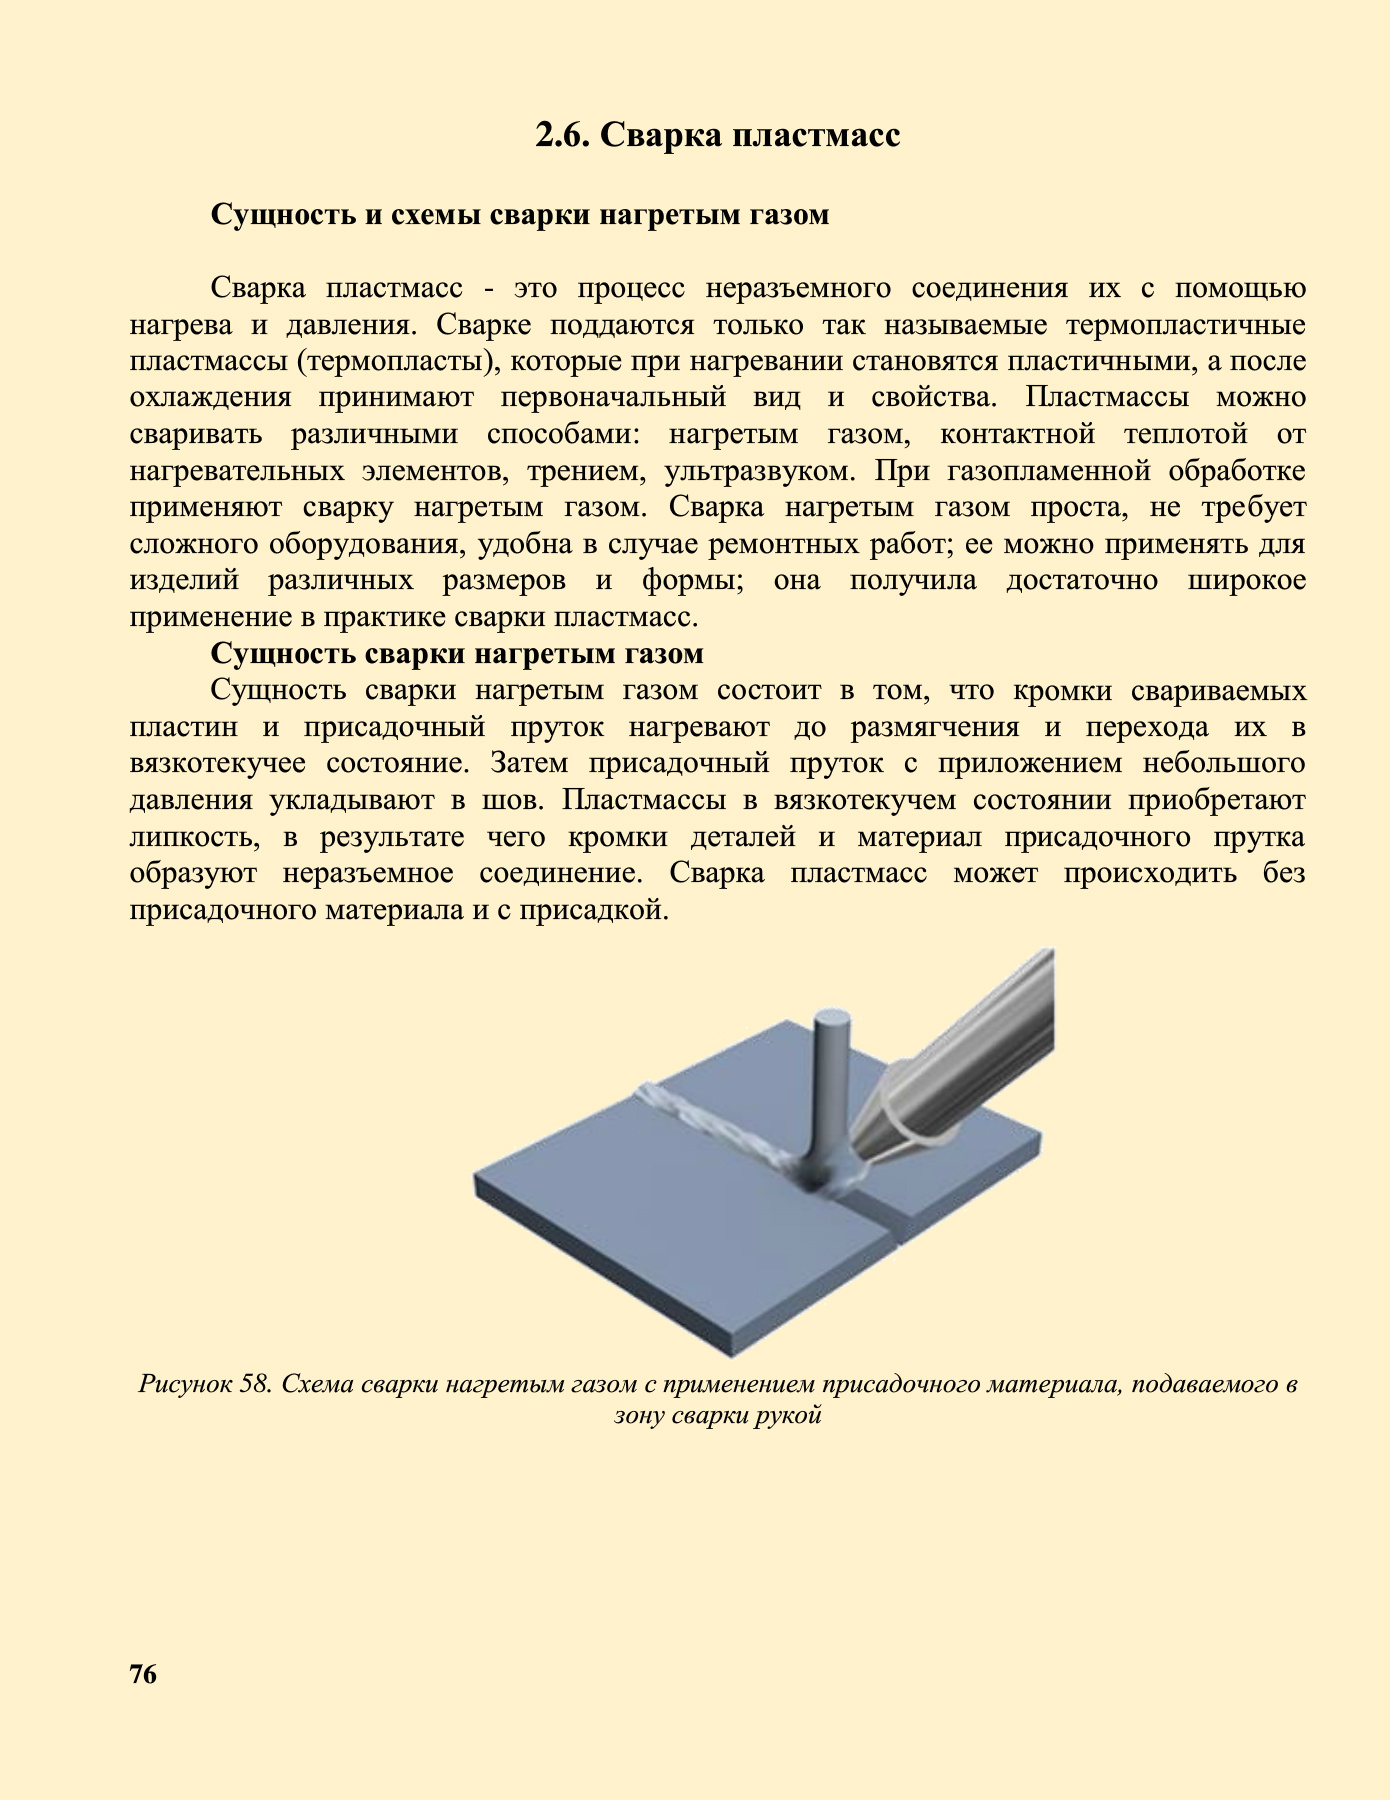 2.6. Сварка пластмасс
Сущность и схемы сварки нагретым газом
Сварка пластмасс - это процесс неразъемного соединения их с помощью
нагрева и давления. Сварке поддаются только так называемые термопластичные
пластмассы (термопласты), которые при нагревании становятся пластичными, а после
охлаждения принимают первоначальный вид и свойства. Пластмассы можно
сваривать различными способами: нагретым газом, контактной теплотой от
нагревательных элементов, трением, ультразвуком. При газопламенной обработке
применяют сварку нагретым газом. Сварка нагретым газом проста, не требует
сложного оборудования, удобна в случае ремонтных работ; ее можно применять для
изделий различных размеров и формы; она получила достаточно широкое
применение в практике сварки пластмасс.
Сущность сварки нагретым газом
Сущность сварки нагретым газом состоит в том, что кромки свариваемых
пластин и присадочный пруток нагревают до размягчения и перехода их в
вязкотекучее состояние. Затем присадочный пруток с приложением небольшого
давления укладывают в шов. Пластмассы в вязкотекучем состоянии приобретают
липкость, в результате чего кромки деталей и материал присадочного прутка
образуют неразъемное соединение. Сварка пластмасс может происходить без
присадочного материала и с присадкой.
Рисунок 58. Схема сварки нагретым газом с применением присадочного материала, подаваемого в
зону сварки рукой
76